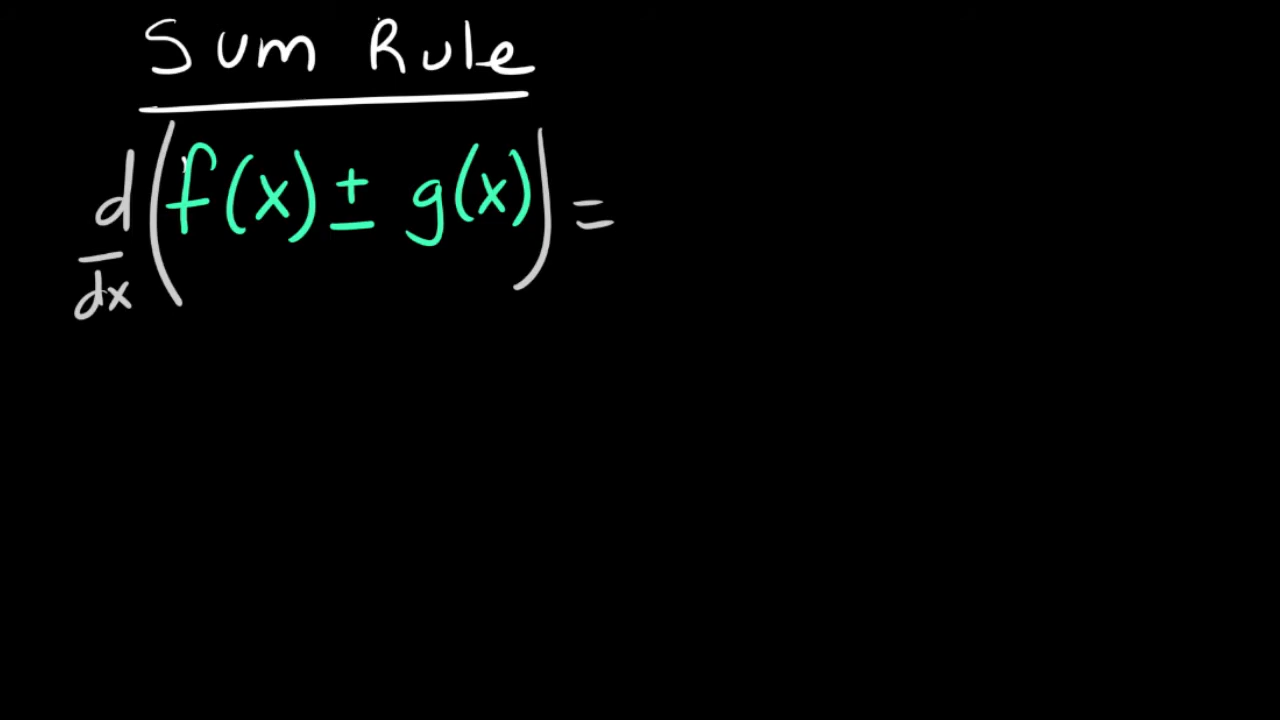 Sum Rule
d/dx (f(x) ± g(x)) =